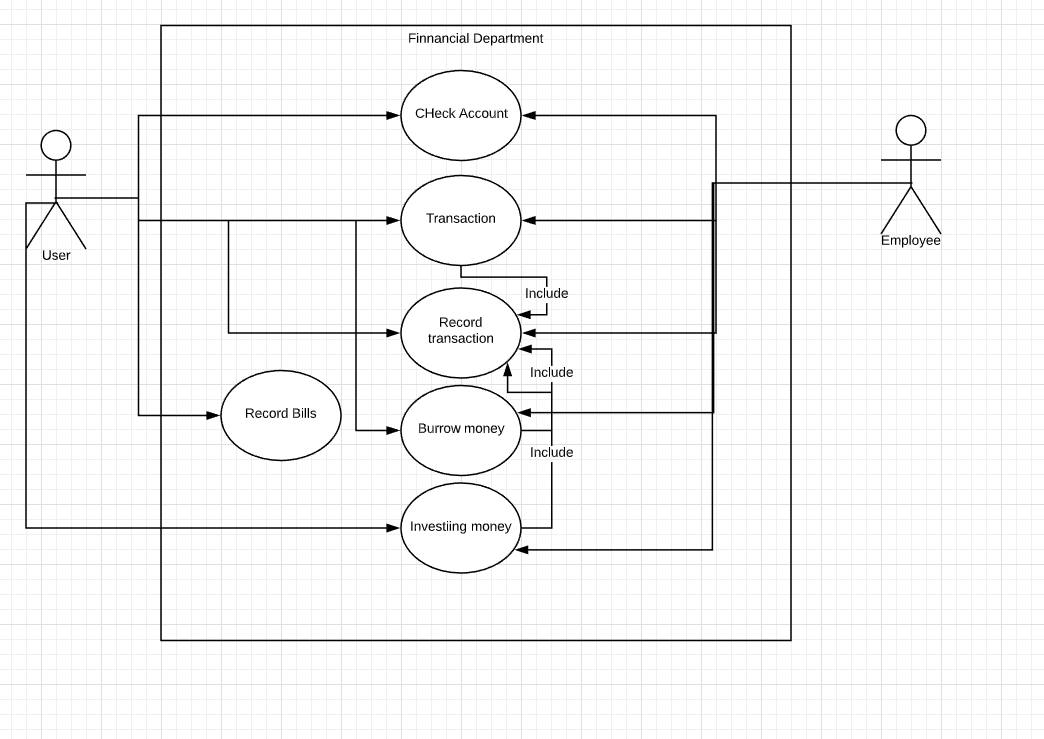 Finnancial Department
CHeck Account
Transaction
User
Employee
Include
Record
transaction
Include
Record Bills
Burrow money
Include
Investiing money